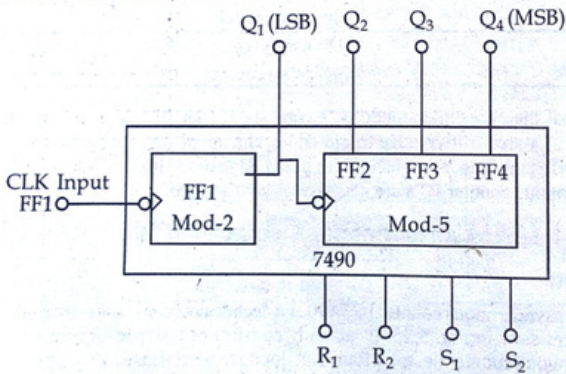 Q1 (LSB) Q2 Q3 Q4 (MSB)
CLK Input
FF1
FF1
Mod-2
FF2 FF3 FF4
Mod-5
7490
R1 R2 S1 S2